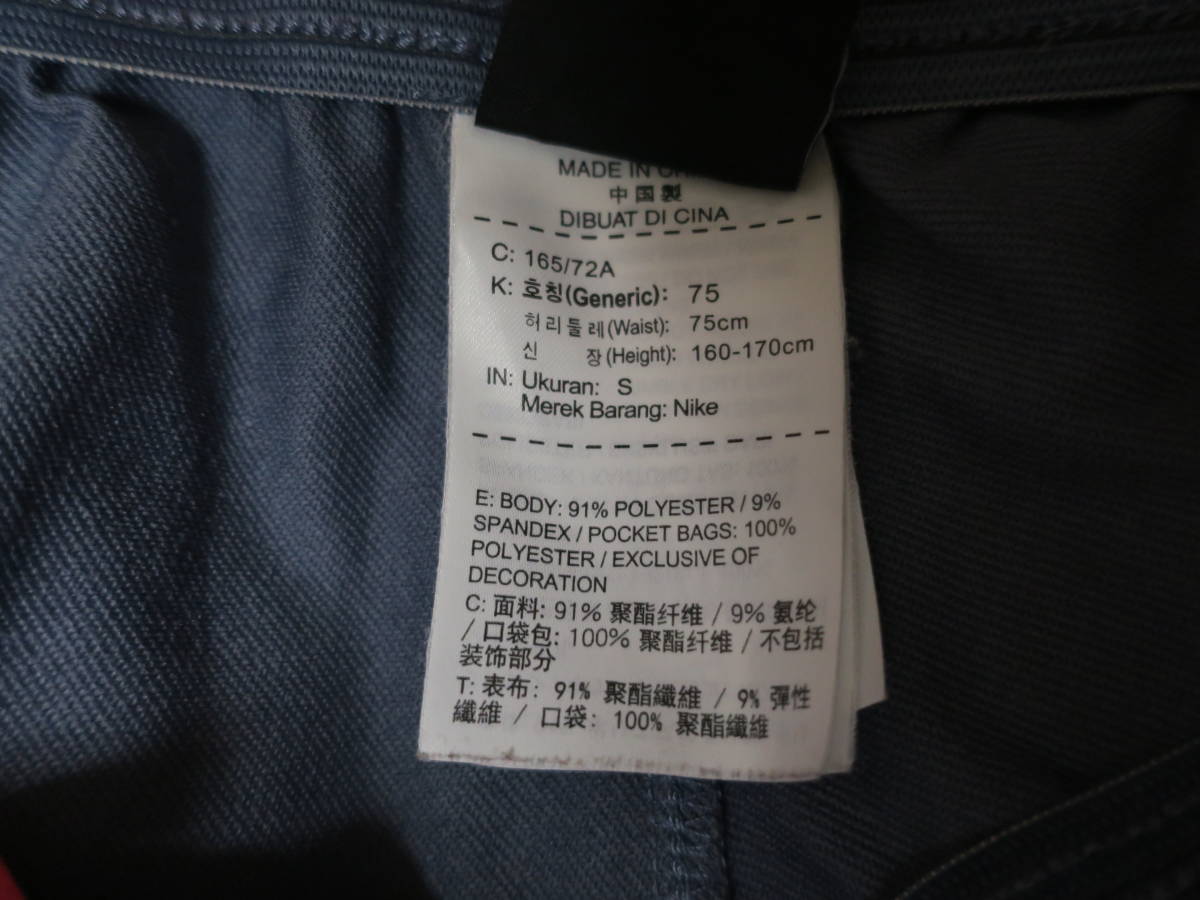 MADE IN
中国製
DIBUAT DI CINA
C: 165/72A
K: 호칭(Generic): 75
허리둘레(Waist): 75cm
신 장(Height): 160-170cm
IN: Ukuran: S
Merek Barang: Nike
E: BODY: 91% POLYESTER / 9%
SPANDEX / POCKET BAGS: 100%
POLYESTER / EXCLUSIVE OF
DECORATION
C: 面料: 91% 聚酯纤维 / 9% 氨纶
/ 口袋包: 100% 聚酯纤维 / 不包括
装饰部分
T: 表布: 91% 聚酯纖維 / 9% 彈性
纖維 / 口袋: 100% 聚酯纖維